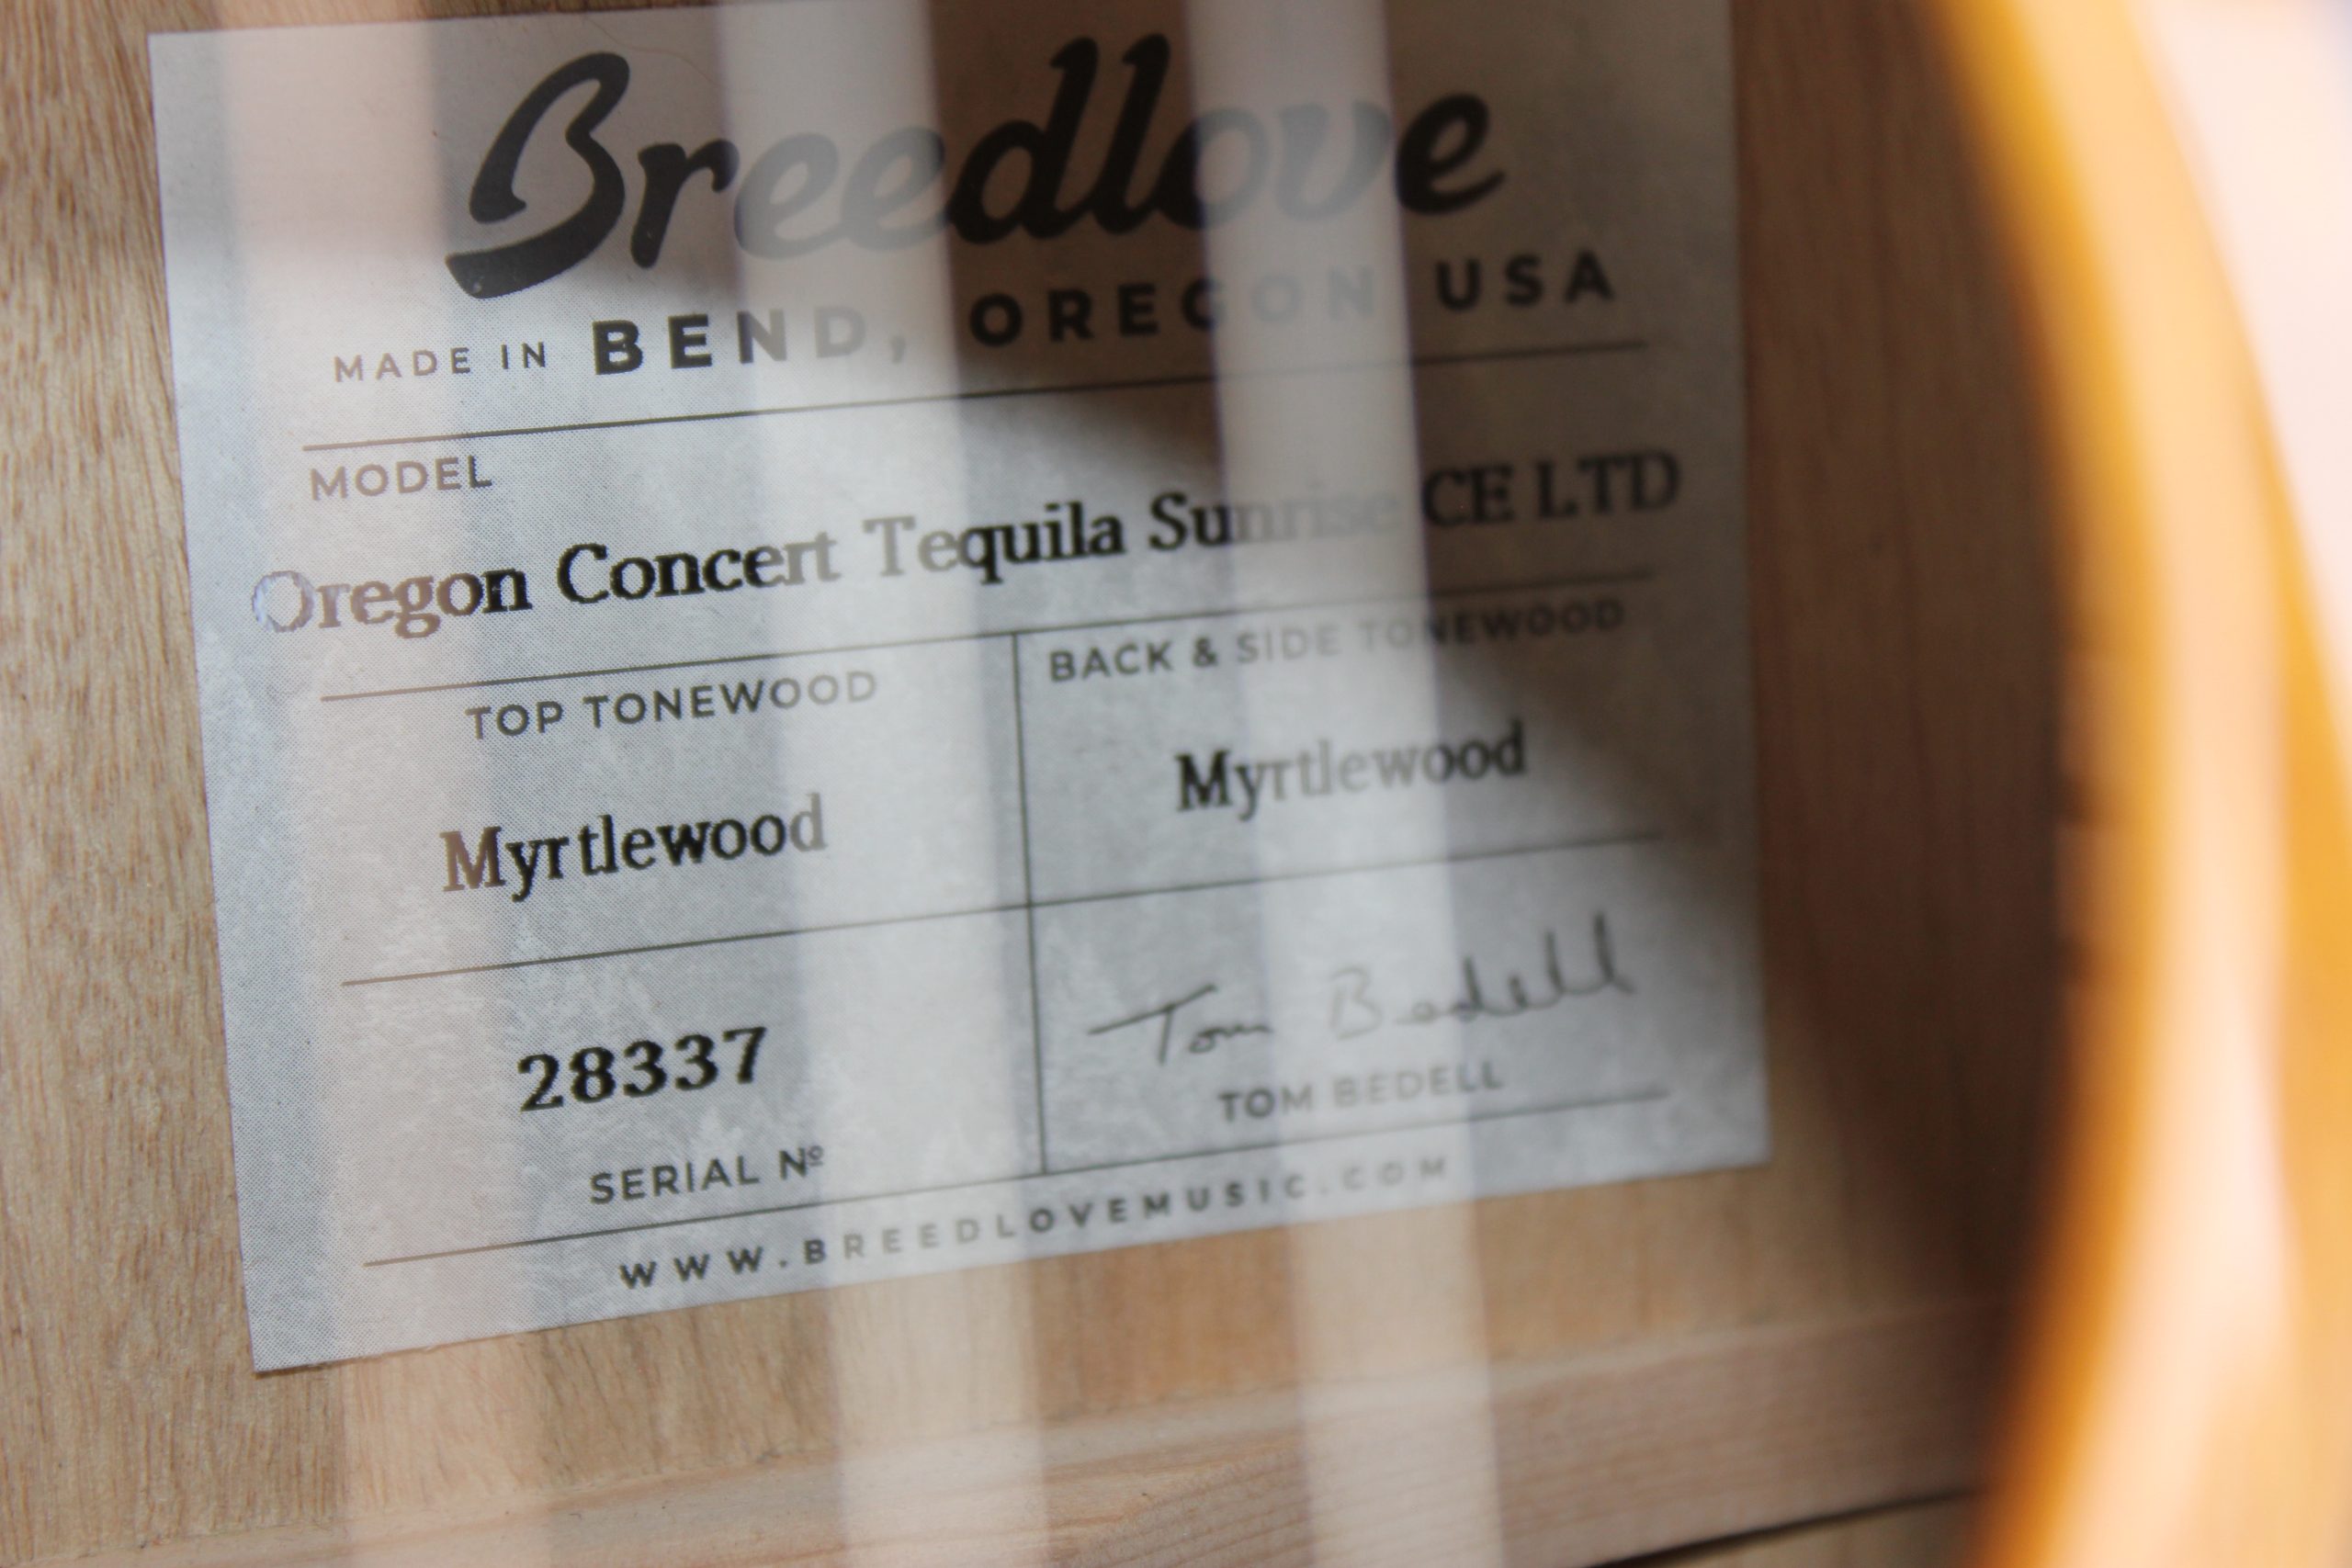 Breedlove
MADE IN BEND, OREGON USA
MODEL
Oregon Concert Tequila Sunrise CE LTD
TOP TONEWOOD
BACK & SIDE TONEWOOD
Myrtlewood
Myrtlewood
28337
SERIAL Nº
Tom Bedell
TOM BEDELL
WWW.BREEDLOVEMUSIC.COM